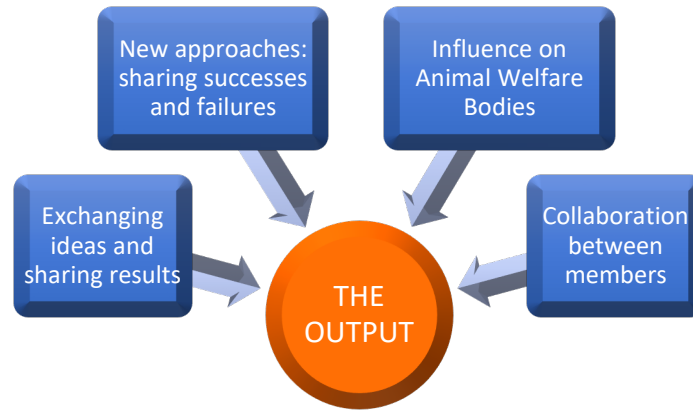 New approaches:
sharing successes
and failures
Influence on
Animal Welfare
Bodies
Exchanging
ideas and
sharing results
Collaboration
between
members
THE
OUTPUT